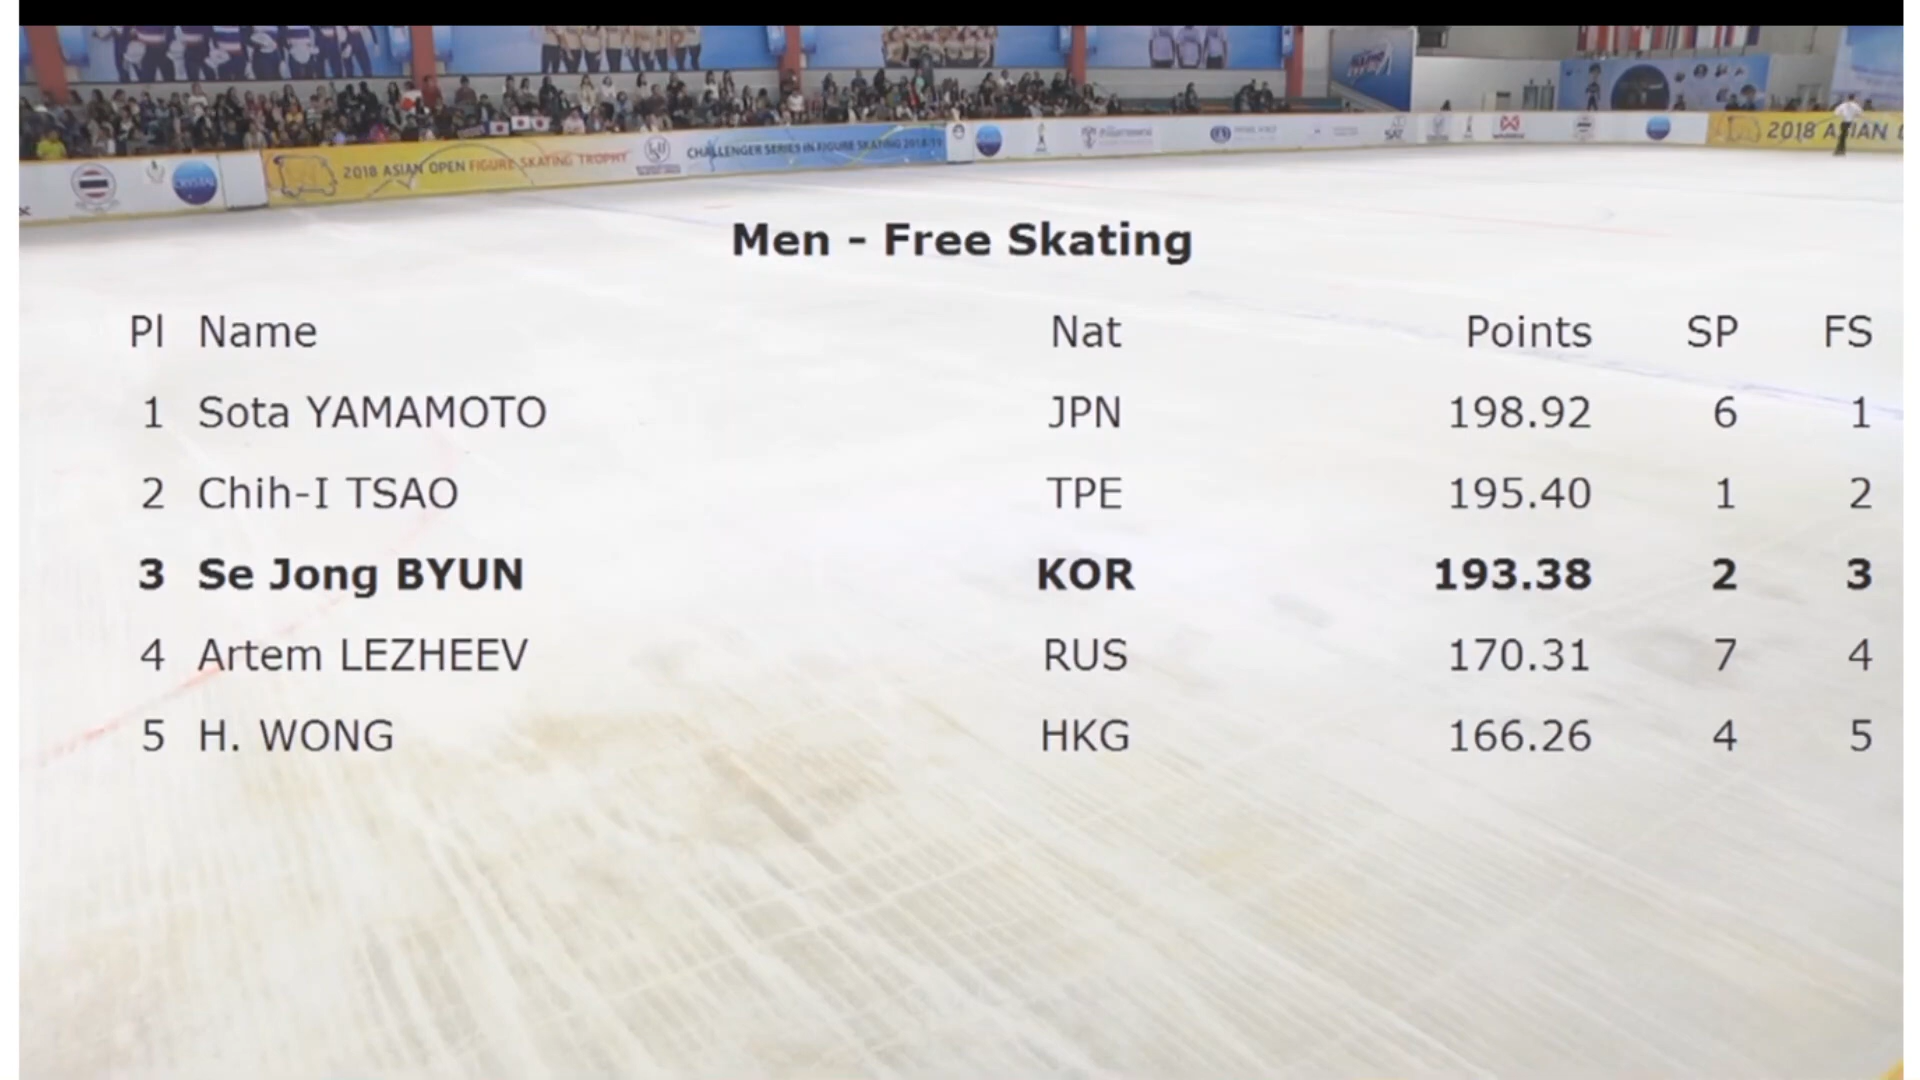 2018 ASIAN OPEN FIGURE SKATING TROPHY
CHALLENGER SERIES IN FIGURE SKATING 2018-19
2018 ASIAN
CRYSTAL
Men - Free Skating
Pl Name Nat Points SP FS
1 Sota YAMAMOTO JPN 198.92 6 1
2 Chih-I TSAO TPE 195.40 1 2
3 Se Jong BYUN KOR 193.38 2 3
4 Artem LEZHEEV RUS 170.31 7 4
5 H. WONG HKG 166.26 4 5